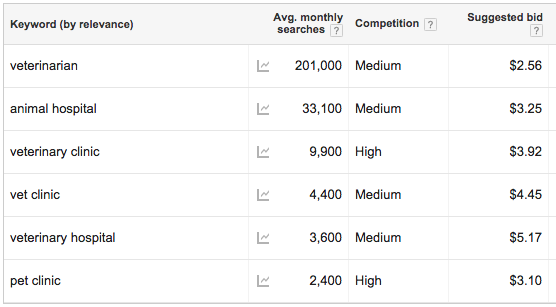 Keyword (by relevance) Avg. monthly searches ? Competition ? Suggested bid ?
veterinarian 201,000 Medium $2.56
animal hospital 33,100 Medium $3.25
veterinary clinic 9,900 High $3.92
vet clinic 4,400 Medium $4.45
veterinary hospital 3,600 Medium $5.17
pet clinic 2,400 High $3.10